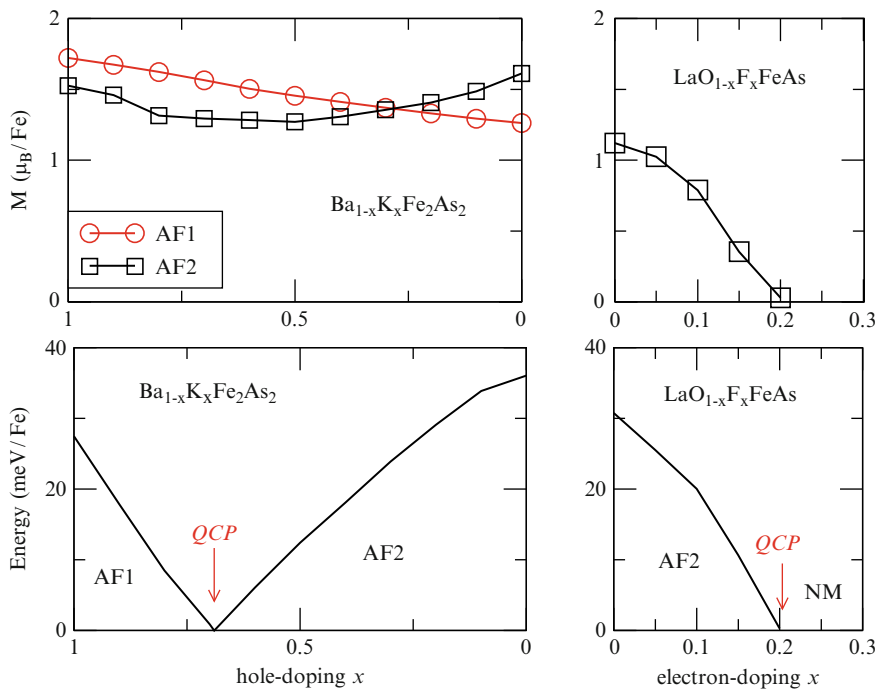 2
1
0
M (μB/Fe)
AF1
AF2
Ba1-xKxFe2As2
1
0.5
0
2
1
0
LaO1-xFxFeAs
0
0.1
0.2
0.3
40
20
0
Energy (meV/Fe)
Ba1-xKxFe2As2
QCP
AF1
AF2
1
0.5
0
hole-doping x
40
20
0
LaO1-xFxFeAs
QCP
AF2
NM
0
0.1
0.2
0.3
electron-doping x